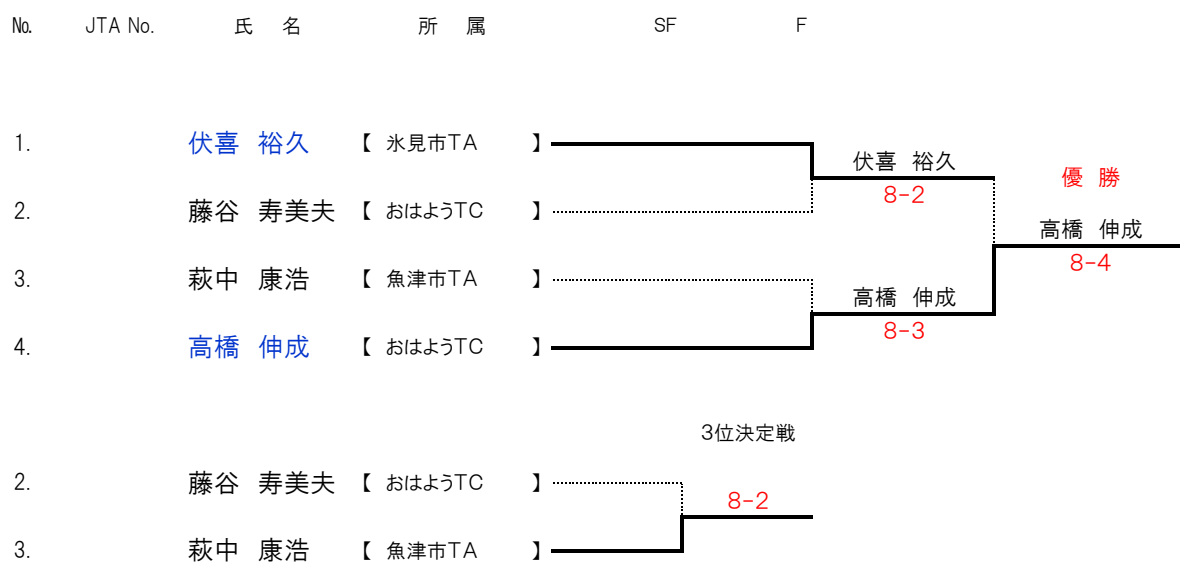 No. JTA No. 氏 名 所 属 SF F
1. 伏喜 裕久 【 氷見市TA 】
伏喜 裕久
8-2
優 勝
2. 藤谷 寿美夫 【 おはようTC 】
高橋 伸成
8-4
3. 萩中 康浩 【 魚津市TA 】
高橋 伸成
8-3
4. 高橋 伸成 【 おはようTC 】
3位決定戦
2. 藤谷 寿美夫 【 おはようTC 】
8-2
3. 萩中 康浩 【 魚津市TA 】